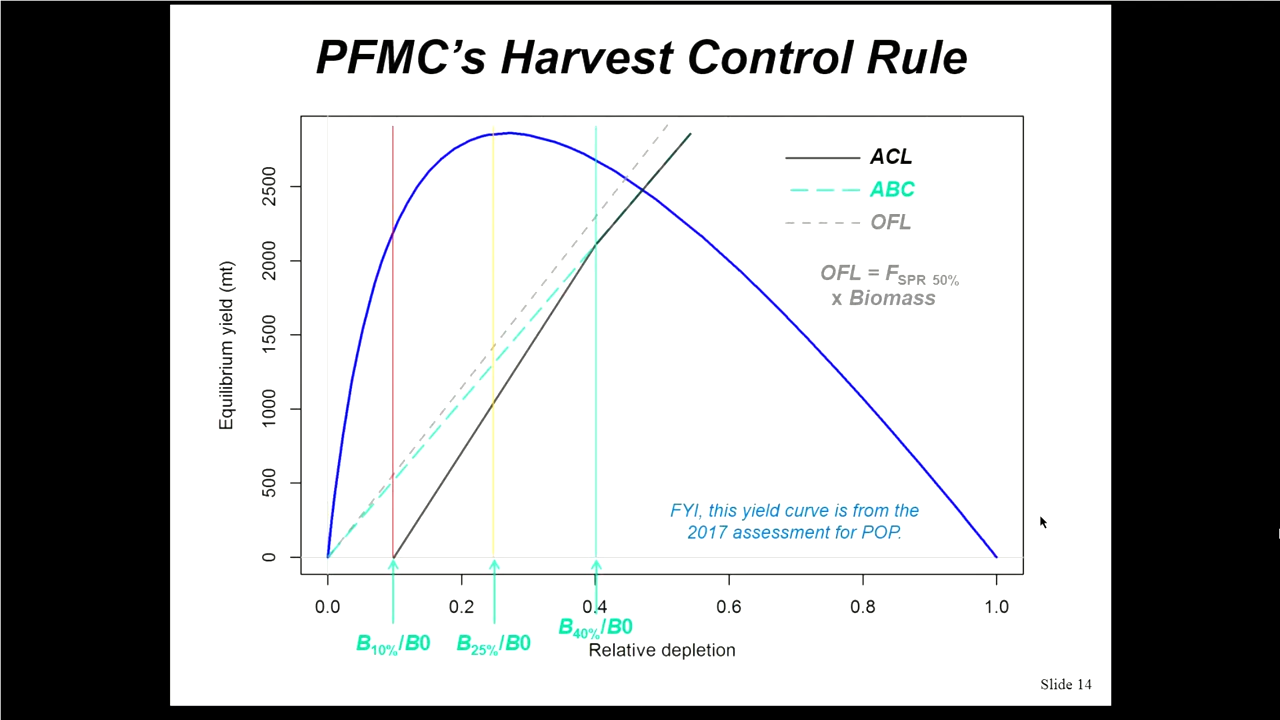 PFMC’s Harvest Control Rule
ACL
ABC
OFL
OFL = F SPR 50%
x Biomass
Equilibrium yield (mt)
2500
2000
1500
1000
500
0
FYI, this yield curve is from the
2017 assessment for POP.
0.0 0.2 0.4 0.6 0.8 1.0
B10%/B0 B25%/B0 B40%/B0
Relative depletion
Slide 14